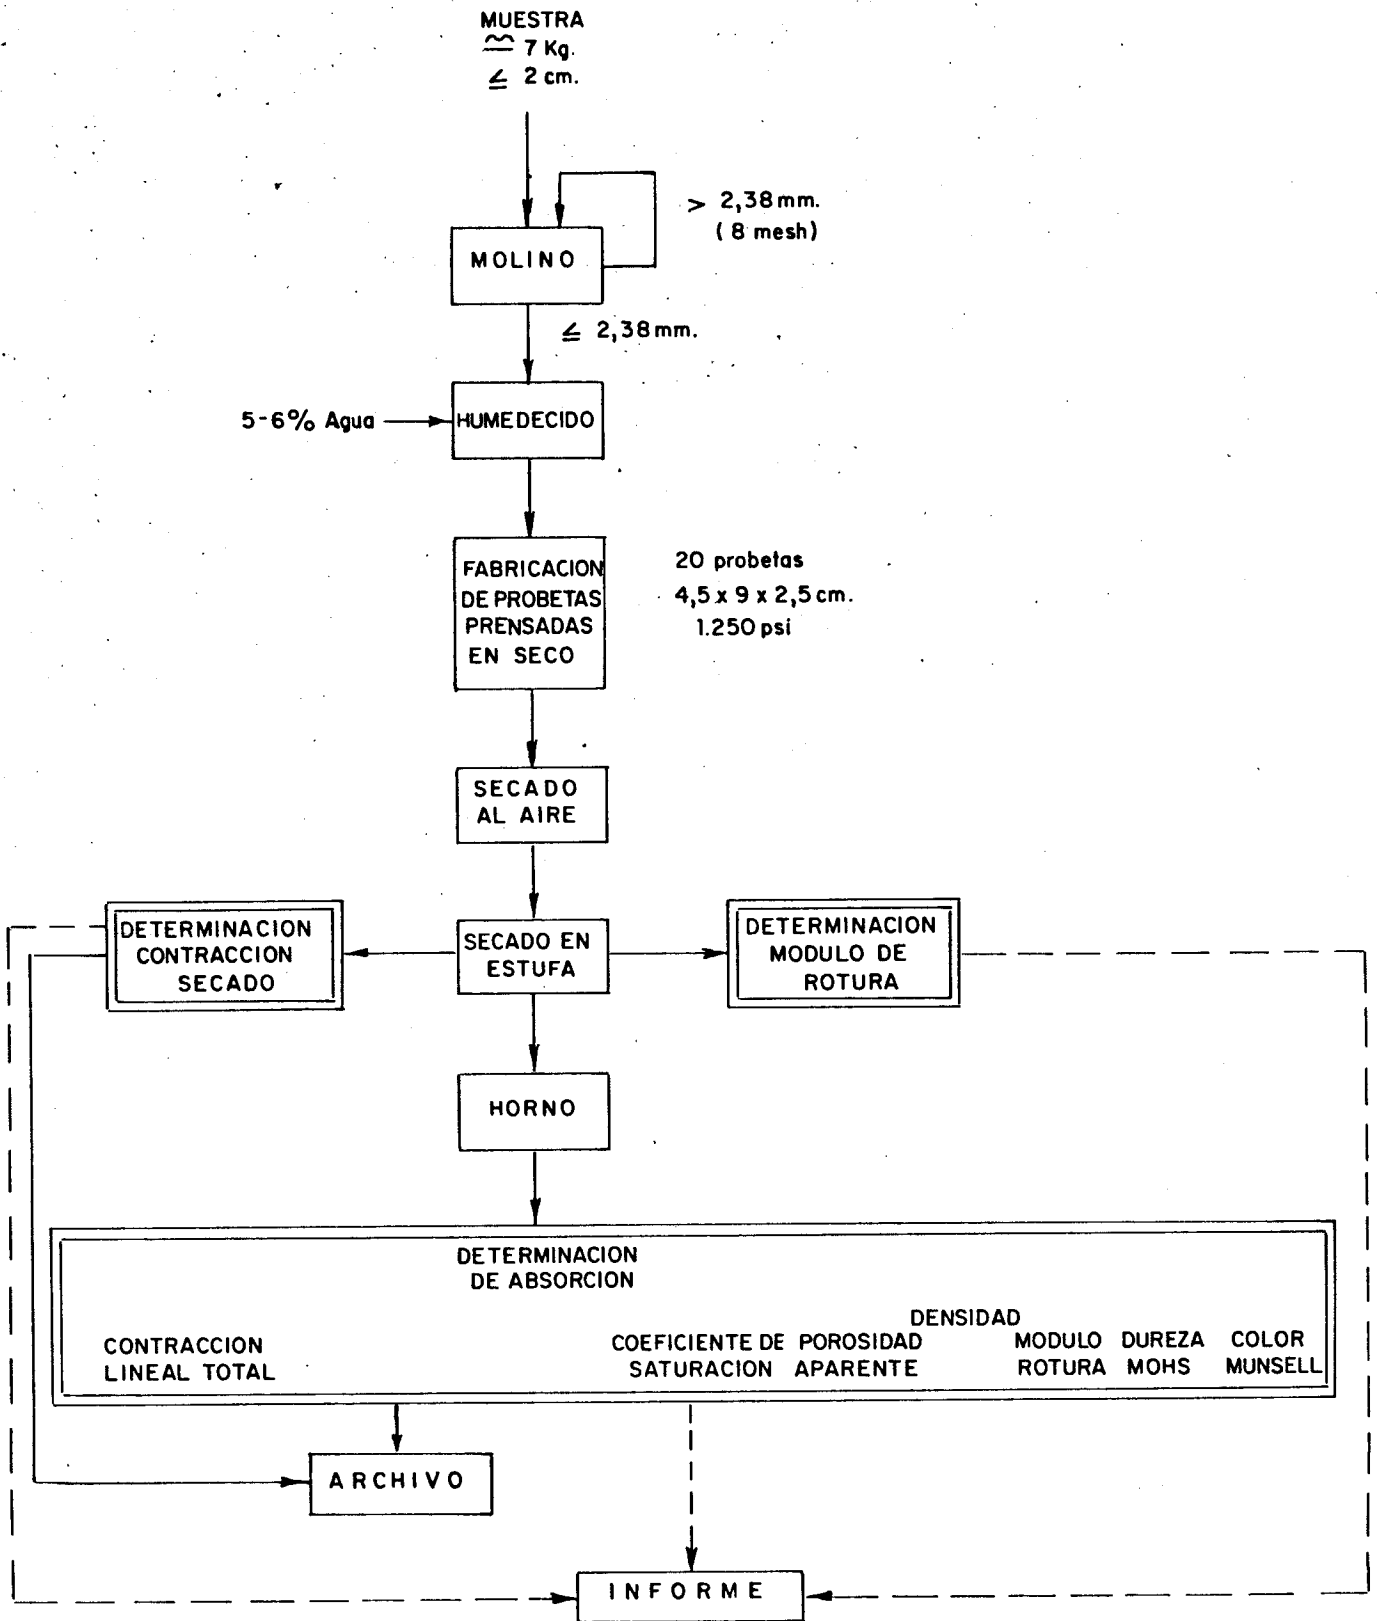 MUESTRA
≅ 7 Kg.
≤ 2 cm.
> 2,38 mm.
( 8 mesh)
MOLINO
≤ 2,38 mm.
5-6% Agua
HUMEDECIDO
FABRICACION
DE PROBETAS
PRENSADAS
EN SECO
20 probetas
4,5 x 9 x 2,5 cm.
1.250 psi
SECADO
AL AIRE
DETERMINACION
CONTRACCION
SECADO
SECADO EN
ESTUFA
DETERMINACION
MODULO DE
ROTURA
HORNO
DETERMINACION
DE ABSORCION
CONTRACCION
LINEAL TOTAL
COEFICIENTE DE
SATURACION
POROSIDAD
APARENTE
DENSIDAD
MODULO
ROTURA
DUREZA
MOHS
COLOR
MUNSELL
ARCHIVO
INFORME